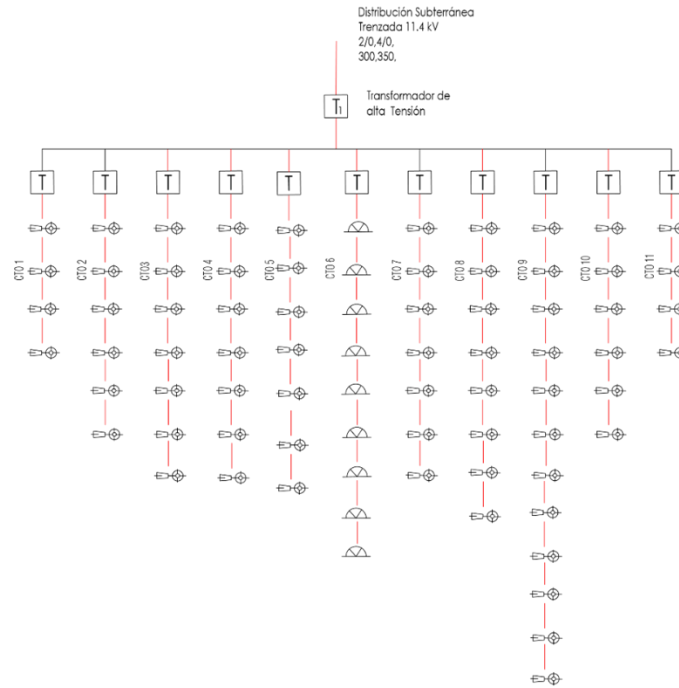 Distribución Subterránea
Trenzada 11.4 kV
2/0,4/0,
300,350,
T1
Transformador de
alta Tensión
T T T T T T T T T T T
CTO 1
CTO 2
CTO3
CTO 4
CTO 5
CTO 6
CTO 7
CTO 8
CTO 9
CTO 10
CTO 11